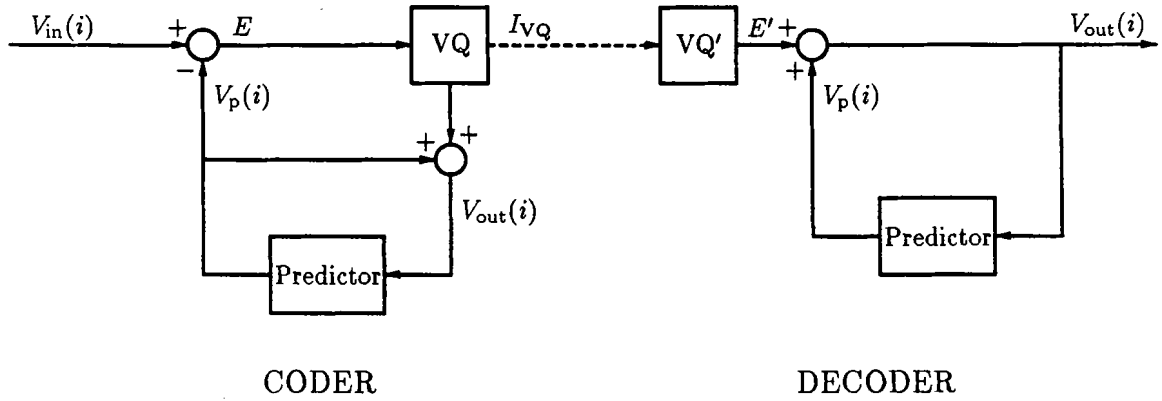 V_in(i) + E VQ I_VQ VQ′ E′ + V_out(i)
− V_p(i) + V_p(i)
+ +
V_out(i)
Predictor Predictor
CODER DECODER